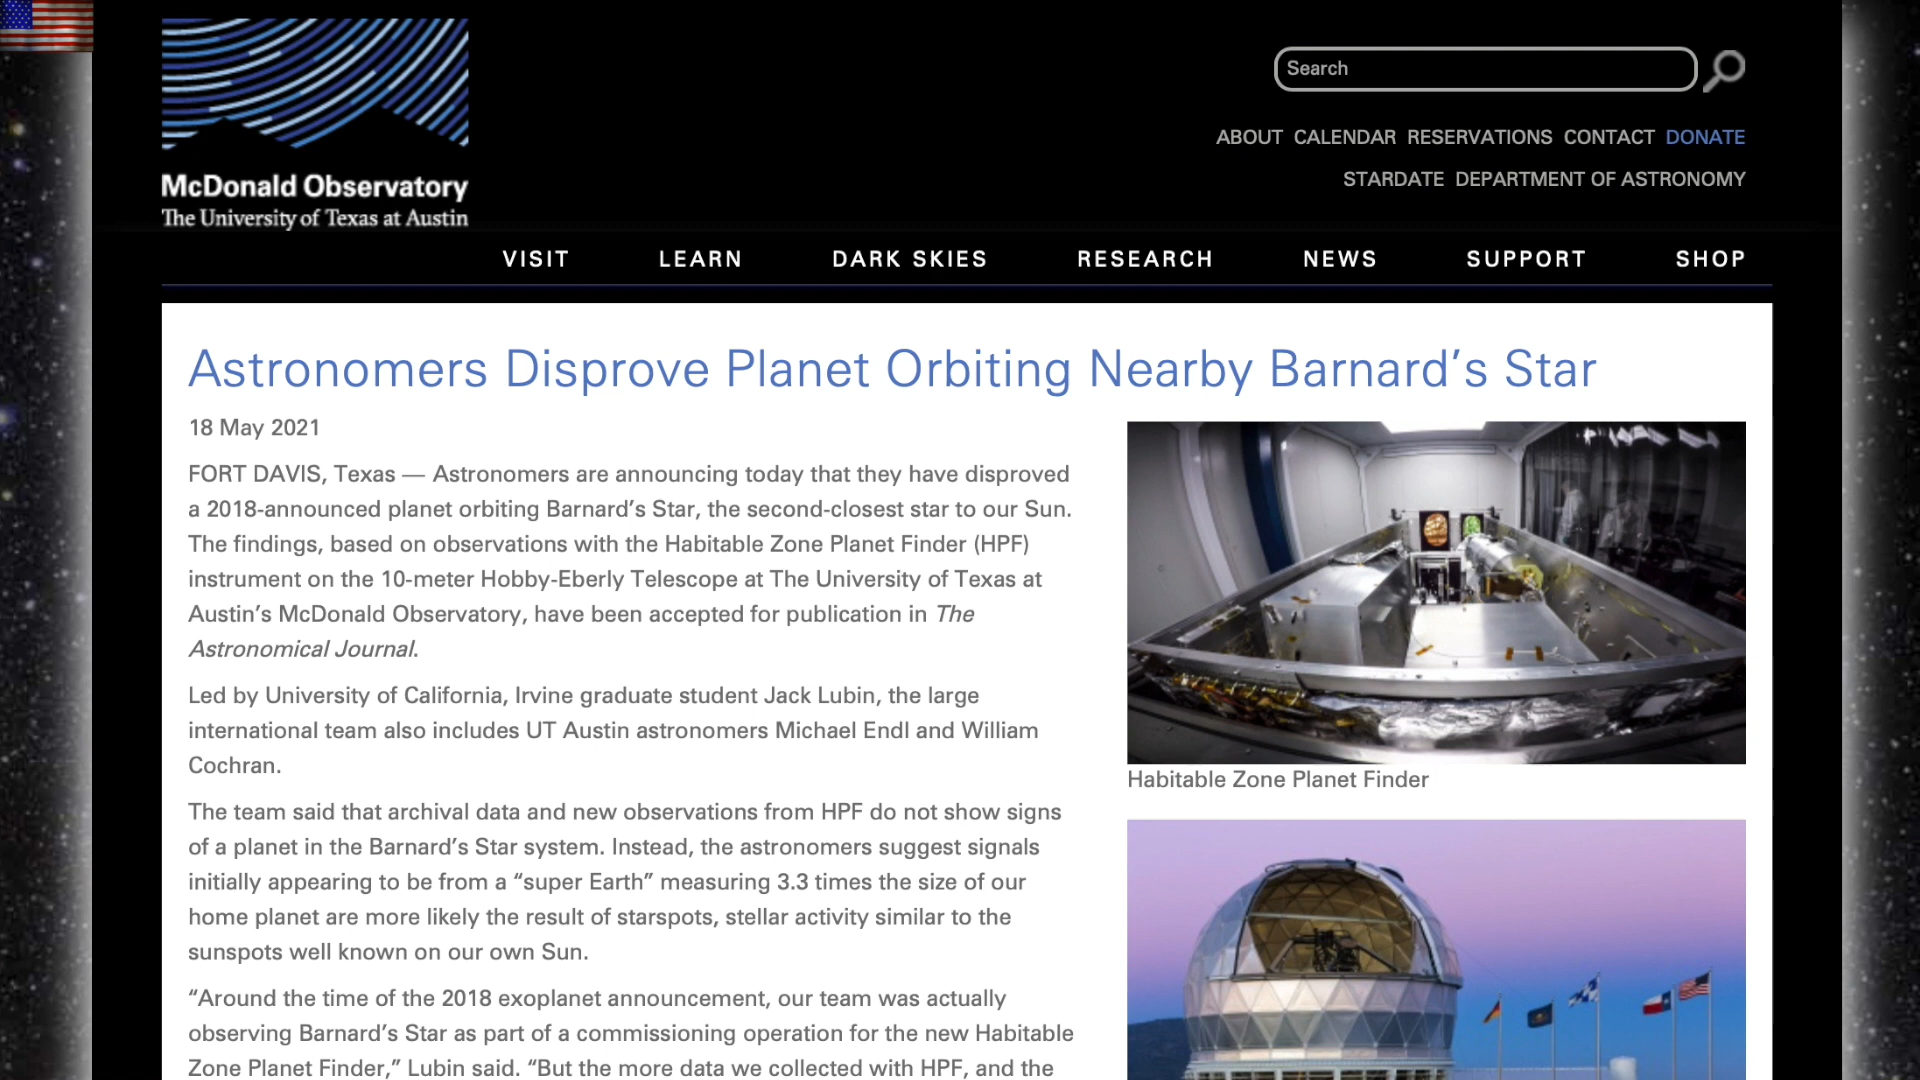 McDonald Observatory
The University of Texas at Austin
Search
ABOUT CALENDAR RESERVATIONS CONTACT DONATE
STARDATE DEPARTMENT OF ASTRONOMY
VISIT LEARN DARK SKIES RESEARCH NEWS SUPPORT SHOP
Astronomers Disprove Planet Orbiting Nearby Barnard’s Star
18 May 2021
FORT DAVIS, Texas — Astronomers are announcing today that they have disproved
a 2018-announced planet orbiting Barnard’s Star, the second-closest star to our Sun.
The findings, based on observations with the Habitable Zone Planet Finder (HPF)
instrument on the 10-meter Hobby-Eberly Telescope at The University of Texas at
Austin’s McDonald Observatory, have been accepted for publication in The
Astronomical Journal.
Led by University of California, Irvine graduate student Jack Lubin, the large
international team also includes UT Austin astronomers Michael Endl and William
Cochran.
The team said that archival data and new observations from HPF do not show signs
of a planet in the Barnard’s Star system. Instead, the astronomers suggest signals
initially appearing to be from a “super Earth” measuring 3.3 times the size of our
home planet are more likely the result of starspots, stellar activity similar to the
sunspots well known on our own Sun.
“Around the time of the 2018 exoplanet announcement, our team was actually
observing Barnard’s Star as part of a commissioning operation for the new Habitable
Zone Planet Finder,” Lubin said. “But the more data we collected with HPF, and the
Habitable Zone Planet Finder